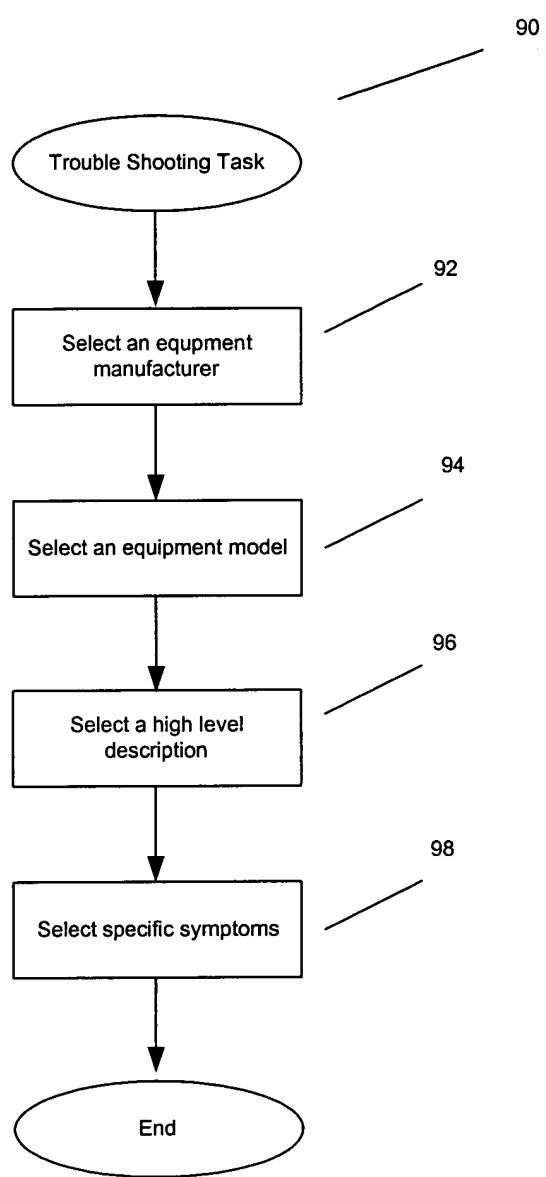 90
Trouble Shooting Task
92
Select an equpment
manufacturer
94
Select an equipment model
96
Select a high level
description
98
Select specific symptoms
End